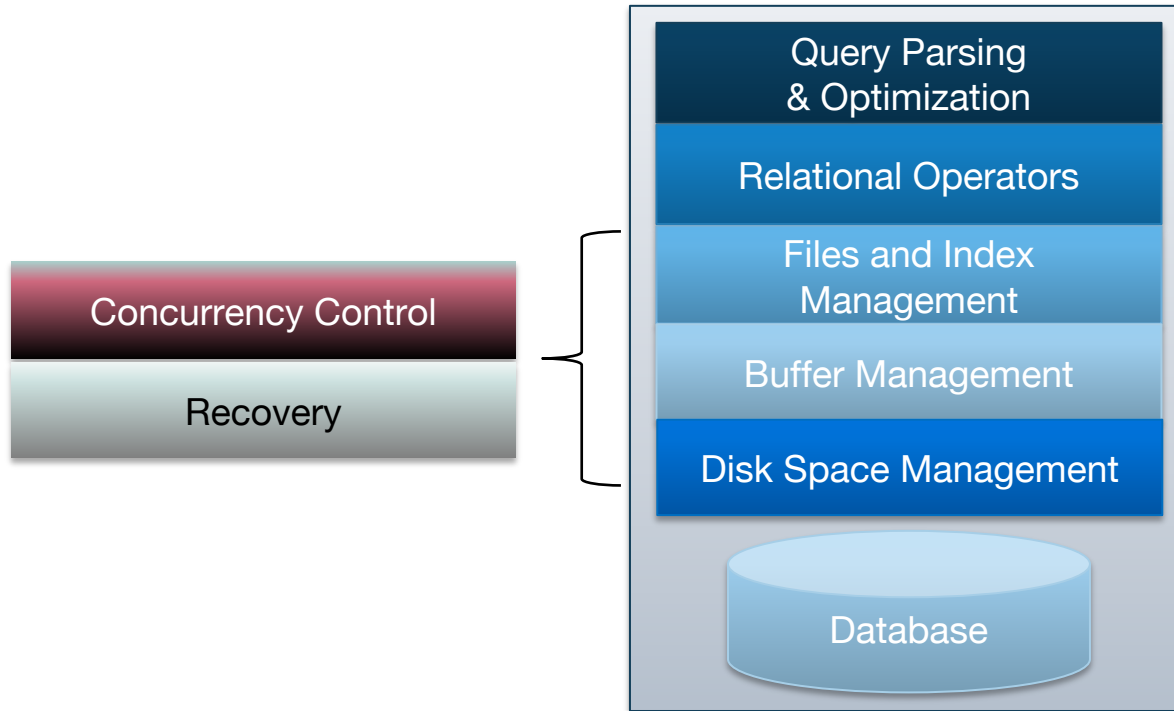 Concurrency Control
Recovery
Query Parsing
& Optimization
Relational Operators
Files and Index
Management
Buffer Management
Disk Space Management
Database